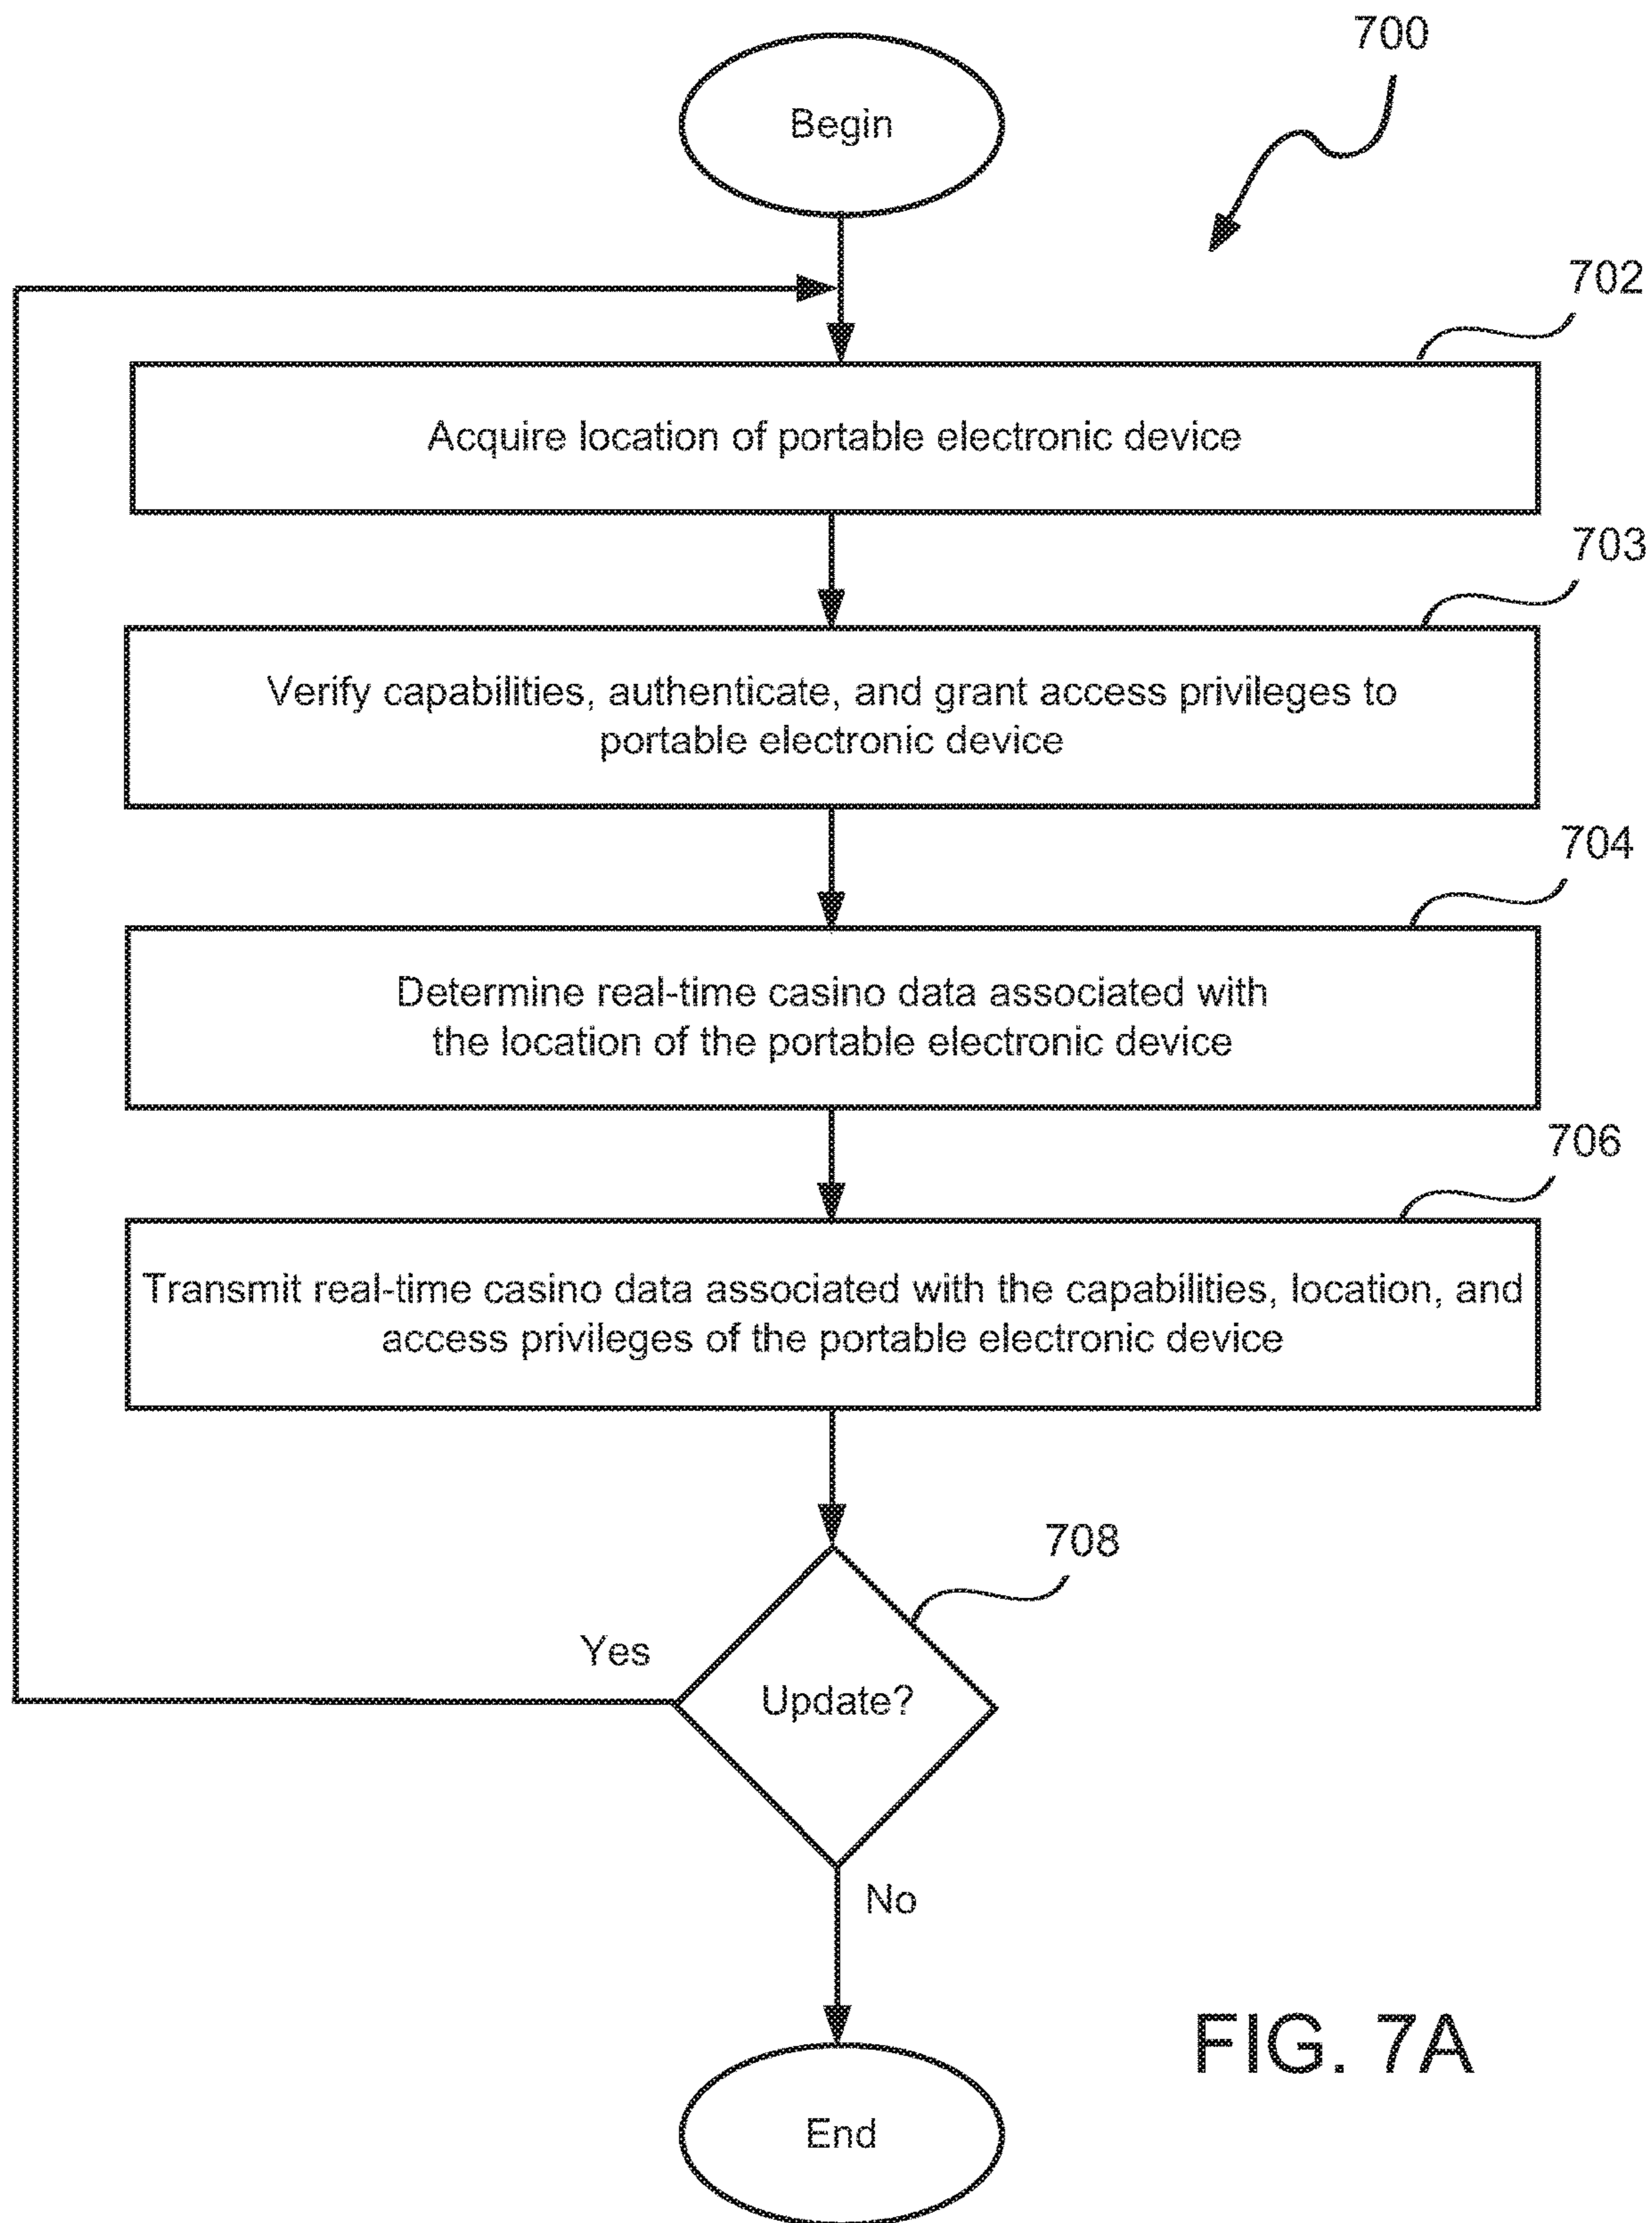 700
Begin
702
Acquire location of portable electronic device
703
Verify capabilities, authenticate, and grant access privileges to
portable electronic device
704
Determine real-time casino data associated with
the location of the portable electronic device
706
Transmit real-time casino data associated with the capabilities, location, and
access privileges of the portable electronic device
708
Yes
Update?
No
FIG. 7A
End